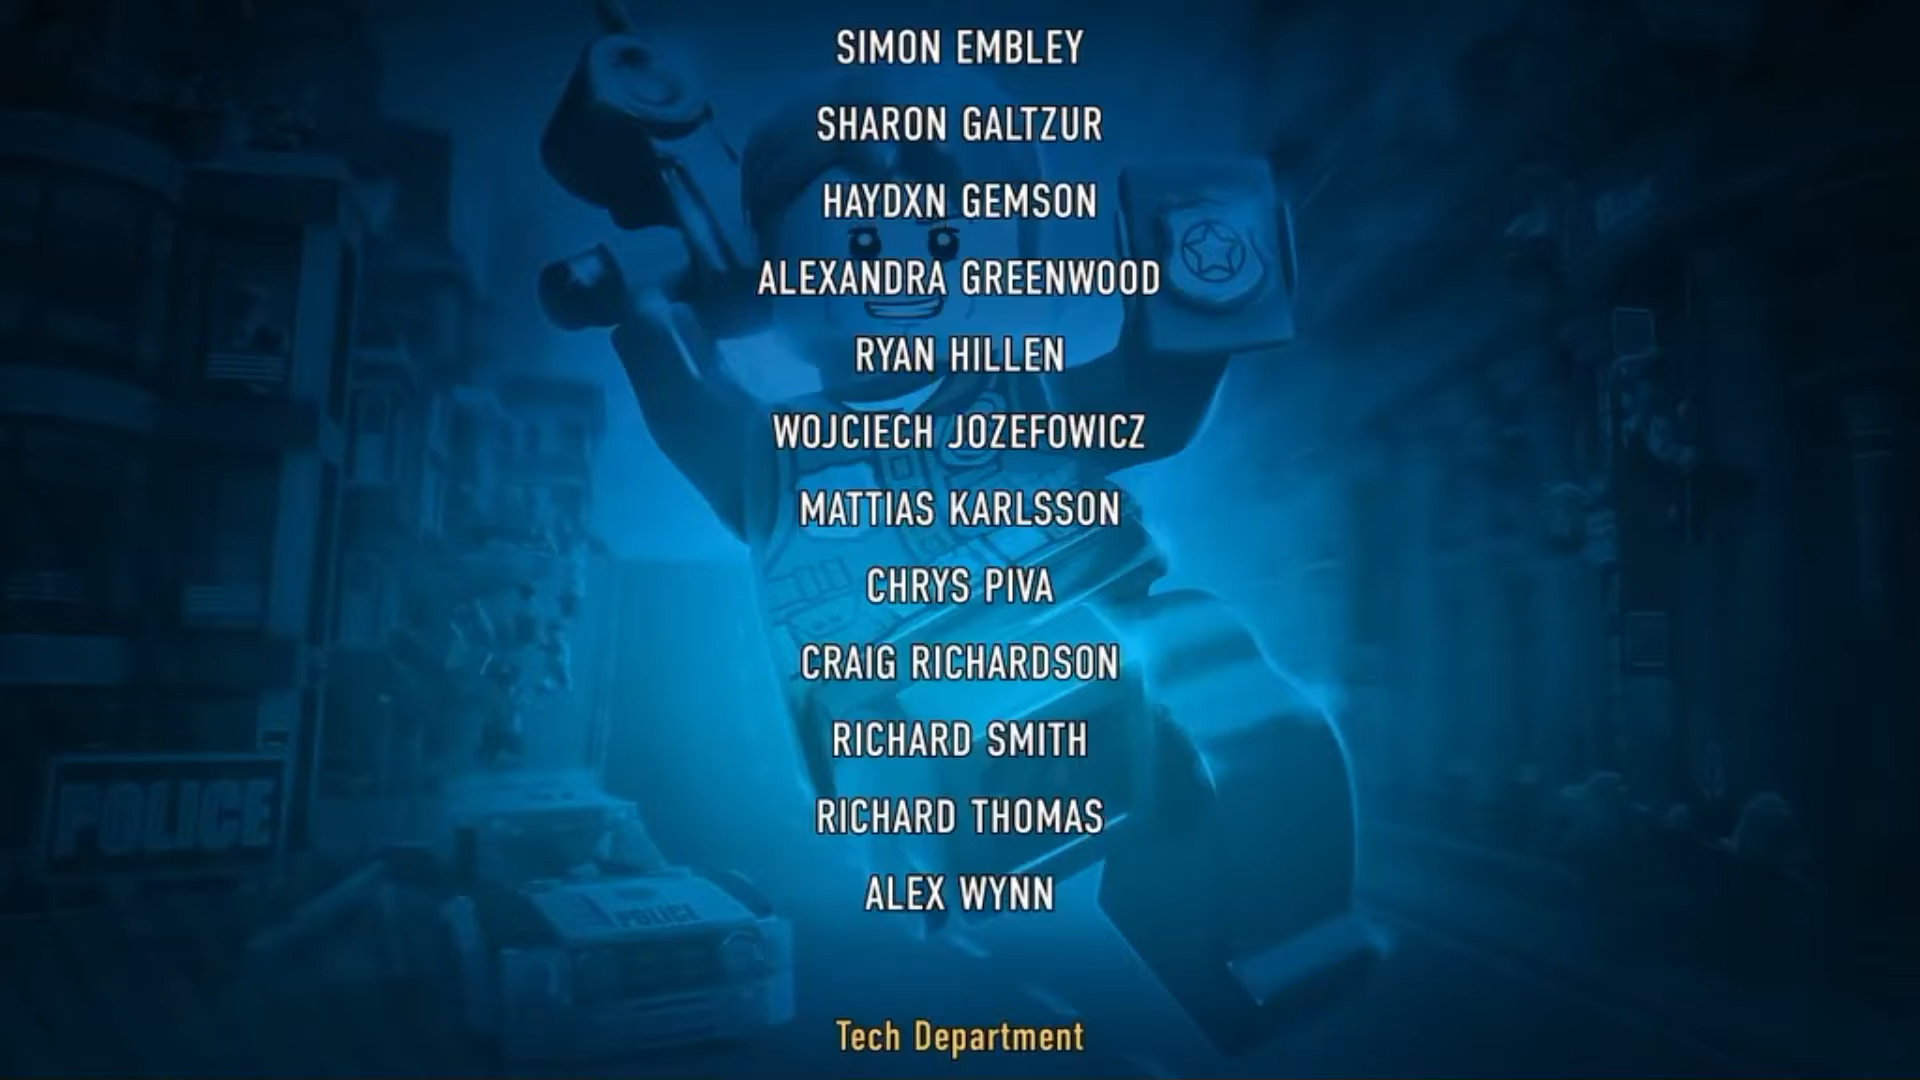 SIMON EMBLEY
SHARON GALTZUR
HAYDXN GEMSON
ALEXANDRA GREENWOOD
RYAN HILLEN
WOJCIECH JOZEFOWICZ
MATTIAS KARLSSON
CHRYS PIVA
CRAIG RICHARDSON
RICHARD SMITH
RICHARD THOMAS
POLICE
ALEX WYNN
POLICE
Tech Department